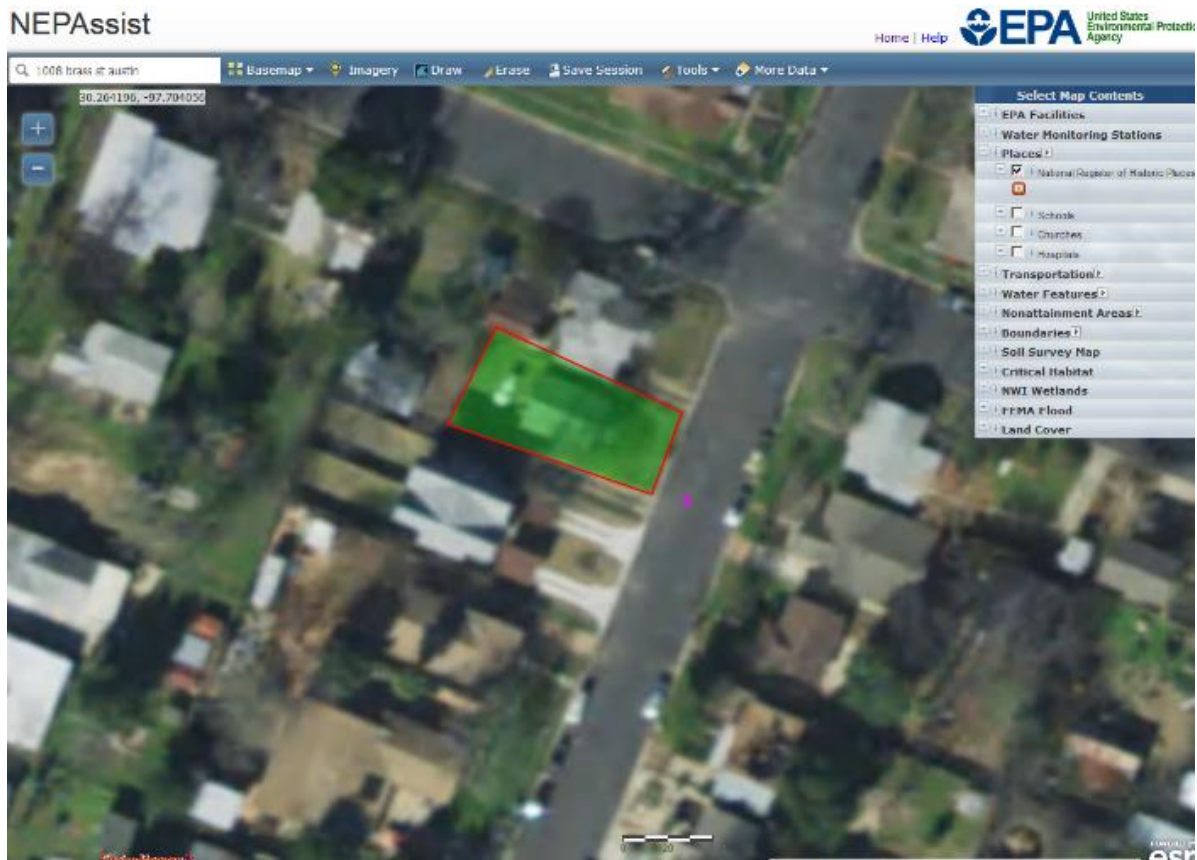 NEPAssist
Home | Help
EPA
United States
Environmental Protectio
Agency
1008 brass st austin
Basemap
Imagery
Draw
Erase
Save Session
Tools
More Data
30.264196, -97.704056
Select Map Contents
EPA Facilities
Water Monitoring Stations
Places
National Register of Historic Places
Schools
Churches
Hospitals
Transportation
Water Features
Nonattainment Areas
Boundaries
Soil Survey Map
Critical Habitat
NWI Wetlands
FEMA Flood
Land Cover
esri